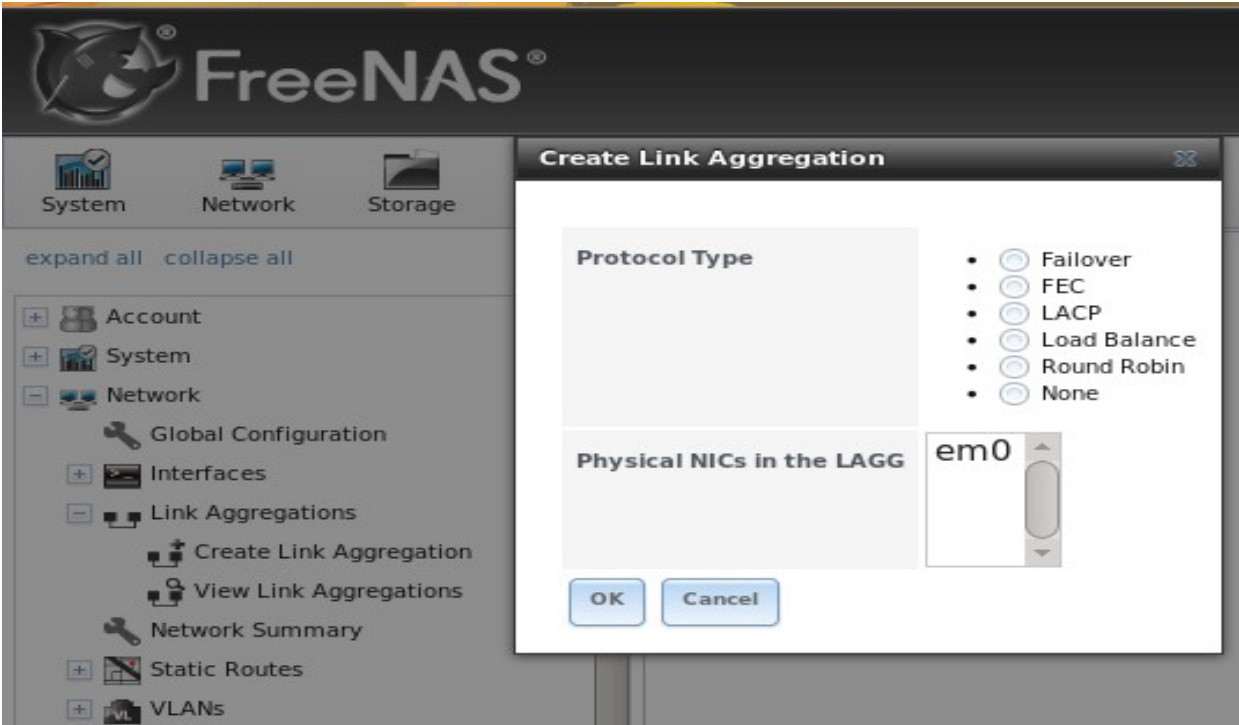 FreeNAS®
System
Network
Storage
expand all collapse all
Account
System
Network
Global Configuration
Interfaces
Link Aggregations
Create Link Aggregation
View Link Aggregations
Network Summary
Static Routes
VLANs
Create Link Aggregation
Protocol Type
Failover
FEC
LACP
Load Balance
Round Robin
None
Physical NICs in the LAGG
em0
OK
Cancel